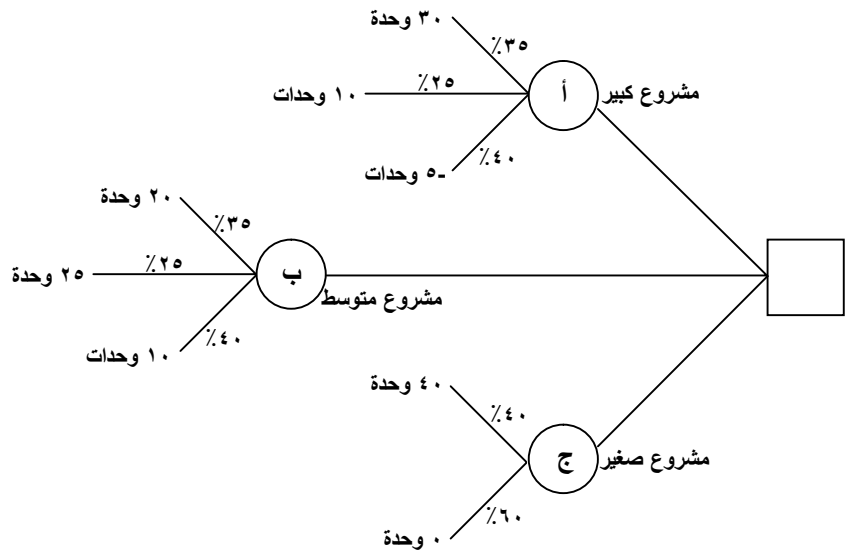 ٣٠ وحدة
٪٣٥
أ
مشروع كبير
٪٢٥
١٠ وحدات
٪٤٠
-٥ وحدات
٢٠ وحدة
٪٣٥
٪٢٥
٢٥ وحدة
ب
مشروع متوسط
٪٤٠
١٠ وحدات
٤٠ وحدة
٪٤٠
ج
مشروع صغير
٪٦٠
٠ وحدة